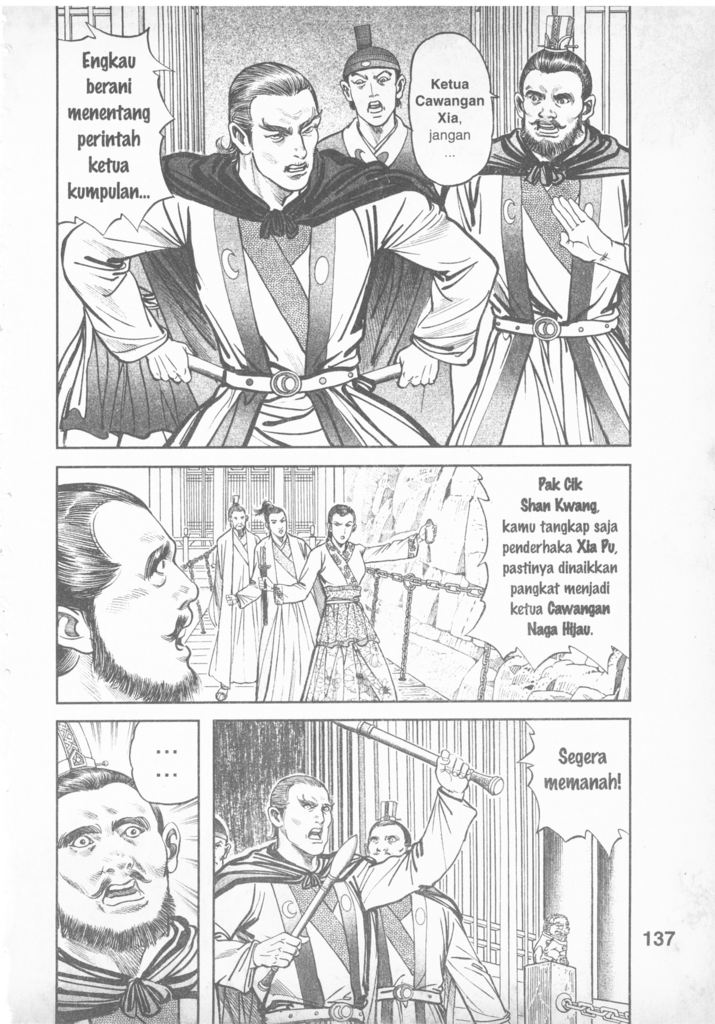 Engkau
berani
menentang
perintah
ketua
kumpulan...
Ketua
Cawangan
Xia,
jangan
...
Pak Cik
Shan Kwang,
kamu tangkap saja
penderhaka Xia Pu,
pastinya dinaikkan
pangkat menjadi
ketua Cawangan
Naga Hijau.
...
...
Segera
memanah!
137